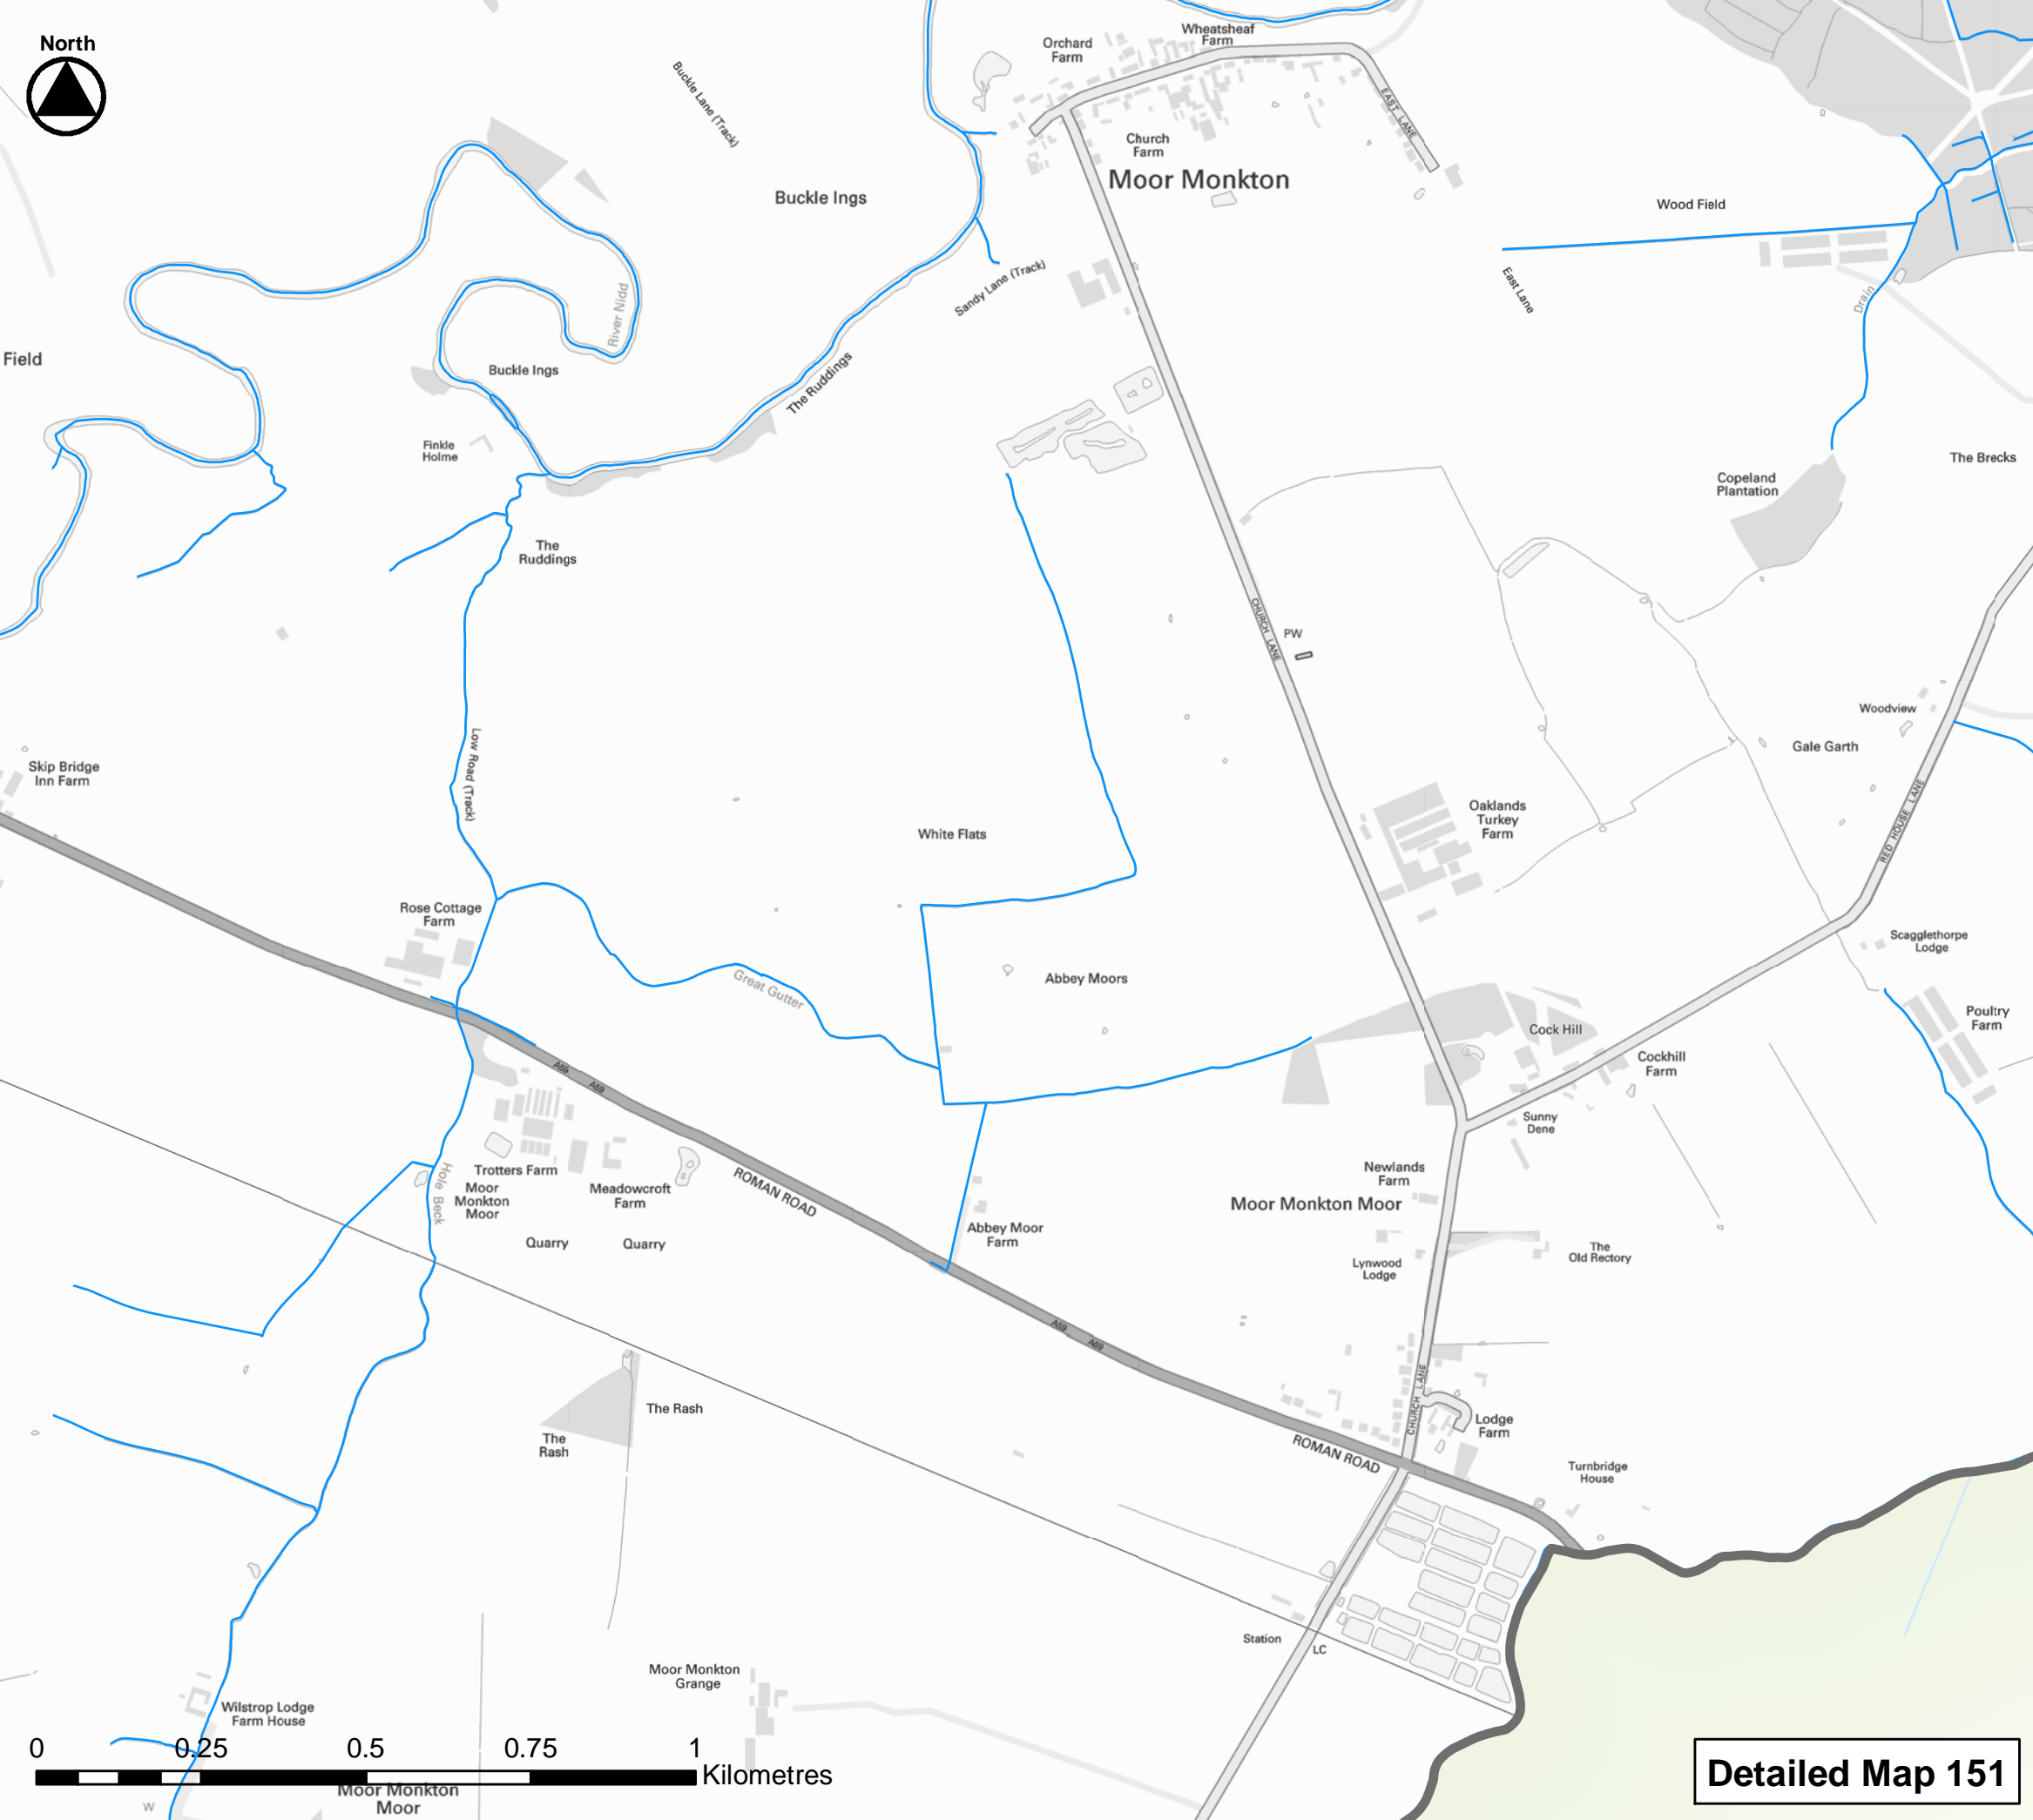 North
Orchard
Farm
Wheatsheaf
Farm
Buckle Lane (Track)
EAST LANE
Church
Farm
Moor Monkton
Buckle Ings
Wood Field
Sandy Lane (Track)
East Lane
Drain
River Nidd
Field
Buckle Ings
The Ruddings
Finkle
Holme
The Brecks
Copeland
Plantation
The
Ruddings
CHURCH LANE
PW
Woodview
Gale Garth
Low Road (Track)
Skip Bridge
Inn Farm
RED HOUSE LANE
Oaklands
Turkey
Farm
White Flats
Rose Cottage
Farm
Scagglethorpe
Lodge
Great Gutter
Abbey Moors
Poultry
Farm
Cock Hill
Cockhill
Farm
A59
A59
Sunny
Dene
Hole Beck
Trotters Farm
Moor
Monkton
Moor
Meadowcroft
Farm
ROMAN ROAD
Newlands
Farm
Moor Monkton Moor
Quarry
Quarry
Abbey Moor
Farm
The
Old Rectory
Lynwood
Lodge
A59
A59
CHURCH LANE
The Rash
The
Rash
Lodge
Farm
ROMAN ROAD
Turnbridge
House
Station
LC
Moor Monkton
Grange
Wilstrop Lodge
Farm House
0
0.25
0.5
0.75
1
Kilometres
Moor Monkton
Moor
W
Detailed Map 151